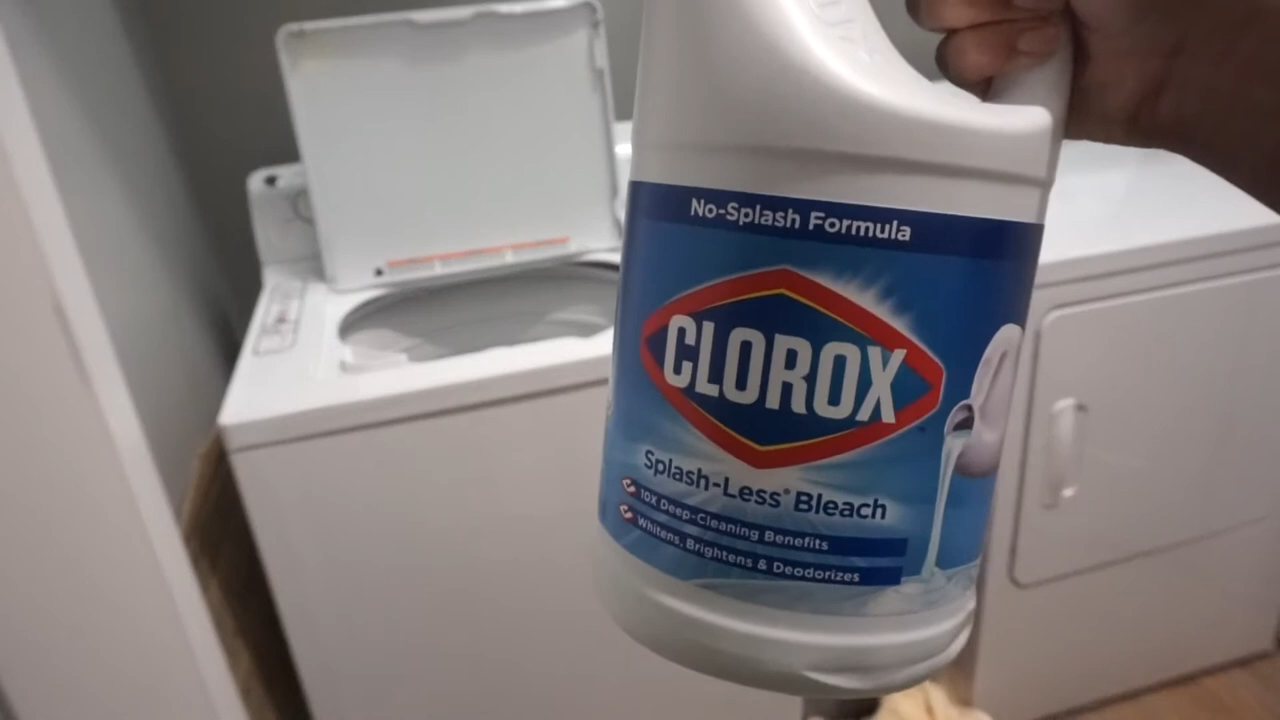 No-Splash Formula
CLOROX
Splash-Less® Bleach
10X Deep-Cleaning Benefits
Whitens, Brightens & Deodorizes